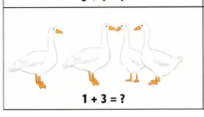 1 + 3 = ?